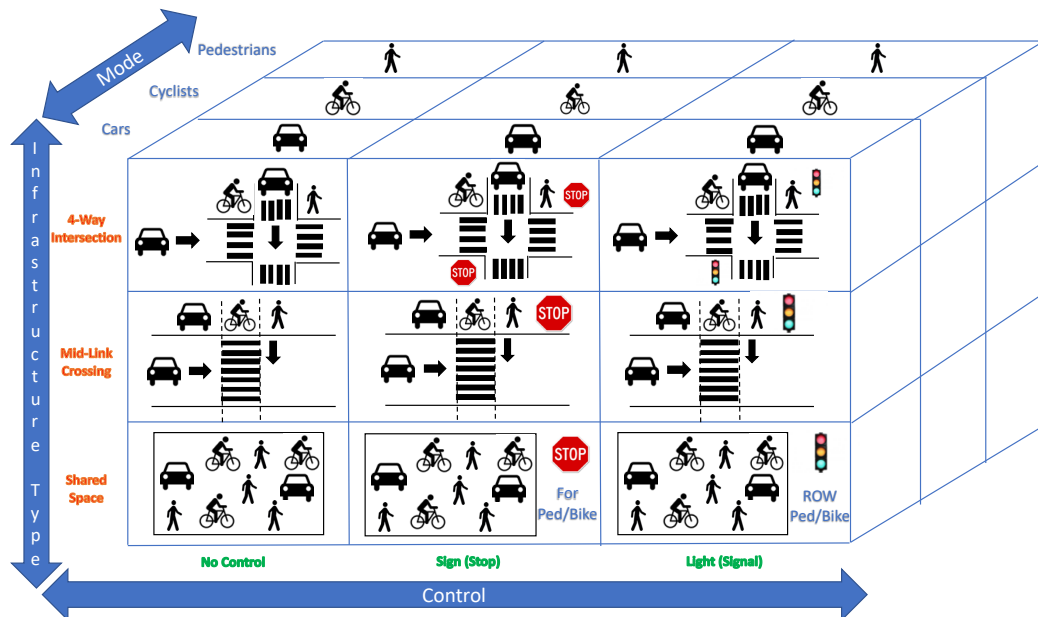 Mode
Pedestrians
Cyclists
Cars
Infrastructure Type
4-Way
Intersection
STOP
STOP
Mid-Link
Crossing
STOP
Shared
Space
STOP
For
Ped/Bike
ROW
Ped/Bike
No Control
Sign (Stop)
Light (Signal)
Control